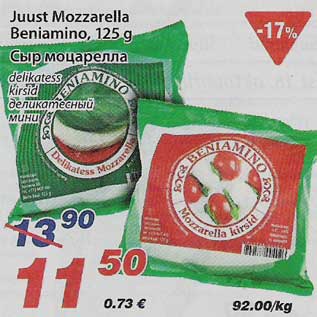 Juust Mozzarella
Beniamino, 125 g
Сыр моцарелла
delikatess
kirsid
деликатесный
мини
-17%
BENIAMINO
Delikatess Mozzarella
BENIAMINO
Mozzarella kirsid
13.90
11 50
0.73 €
92.00/kg